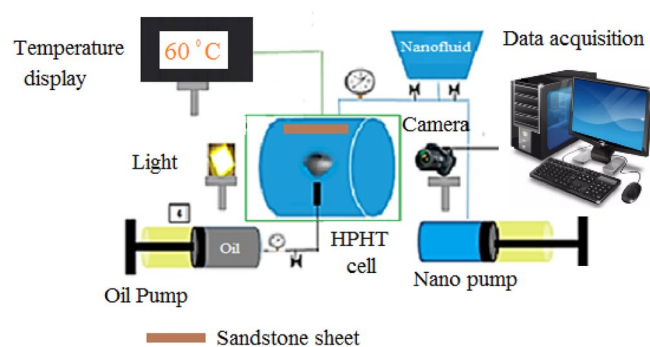 Temperature
display
60°C
Nanofluid
Data acquisition
Camera
Light
Oil
HPHT
cell
Nano pump
Oil Pump
Sandstone sheet